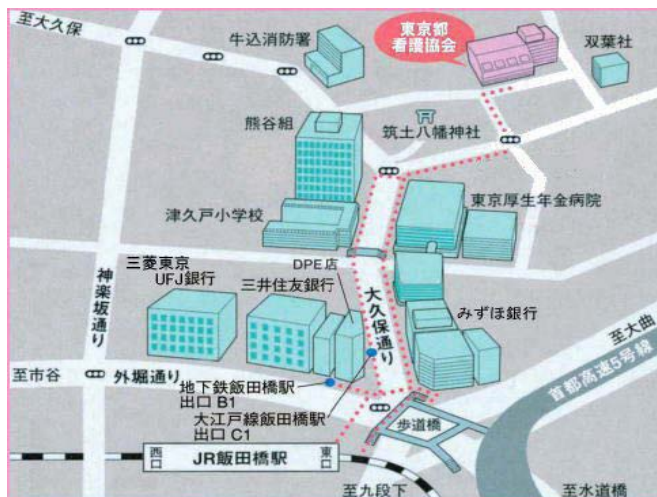 至大久保
牛込消防署
東京都
看護協会
双葉社
熊谷組
筑土八幡神社
津久戸小学校
東京厚生年金病院
DPE店
三菱東京
UFJ銀行
三井住友銀行
神楽坂通り
大久保通り
みずほ銀行
至大曲
首都高速5号線
至市谷
外堀通り
地下鉄飯田橋駅
出口 B1
大江戸線飯田橋駅
出口 C1
歩道橋
西口
JR飯田橋駅
東口
至九段下
至水道橋